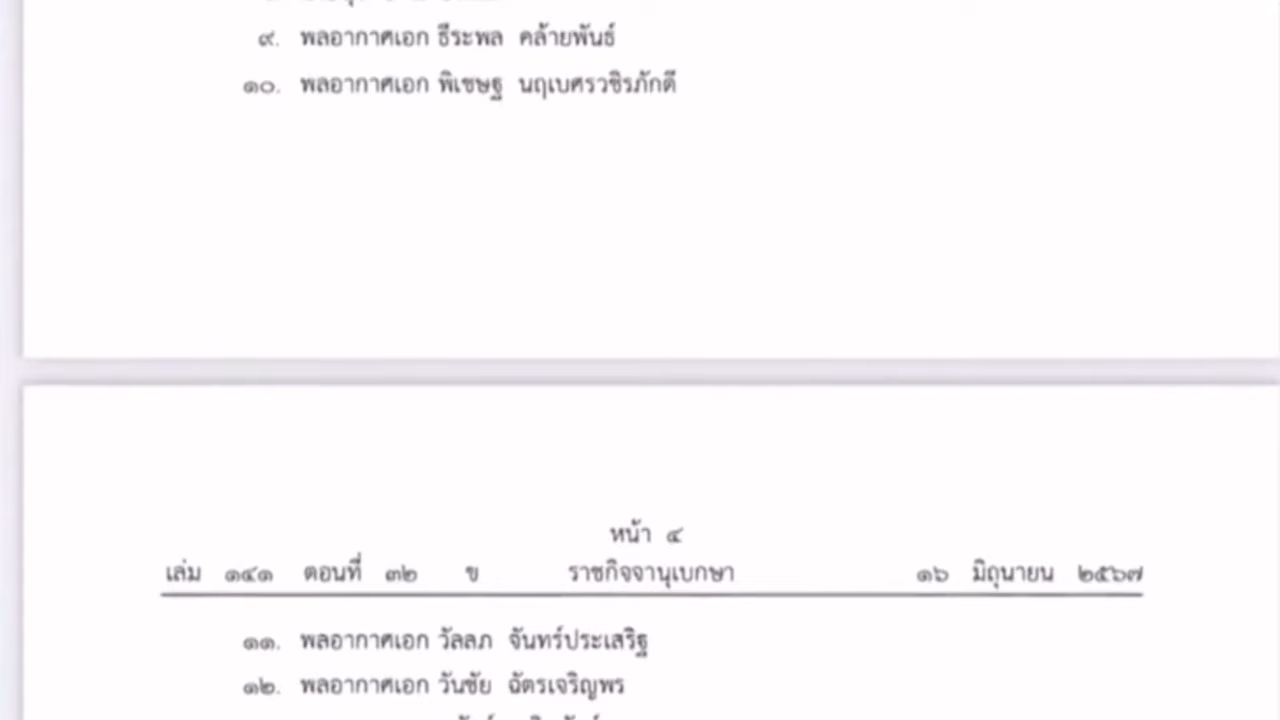 ๙. พลอากาศเอก ธีระพล คล้ายพันธ์
๑๐. พลอากาศเอก พิเชษฐ นฤเบศรวชิรภักดี
หน้า ๔
เล่ม ๑๔๑ ตอนที่ ๓๒ ข ราชกิจจานุเบกษา ๑๖ มิถุนายน ๒๕๖๗
๑๑. พลอากาศเอก วัลลภ จันทร์ประเสริฐ
๑๒. พลอากาศเอก วันชัย ฉัตรเจริญพร